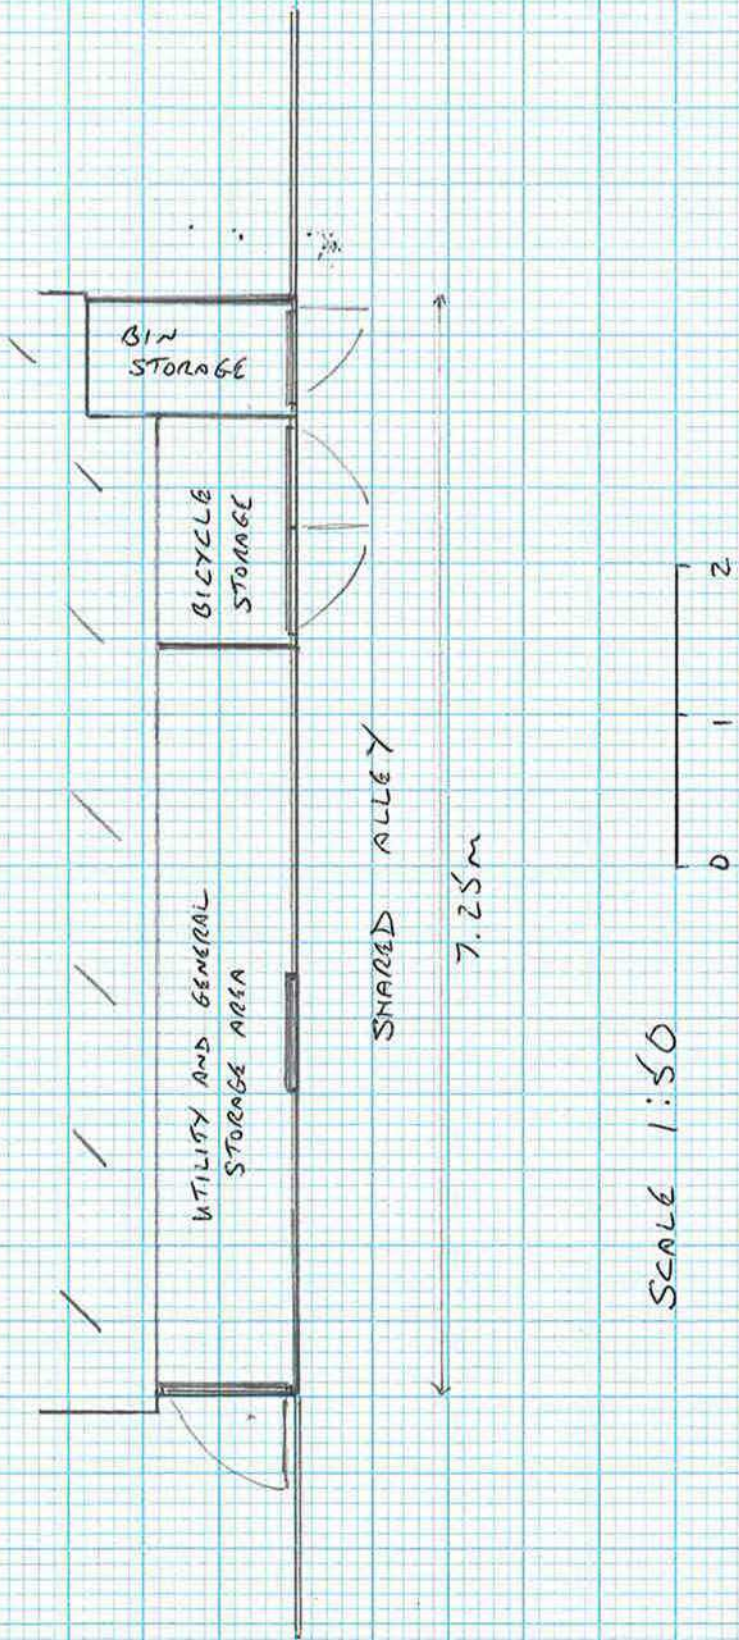 BIN
STORAGE
BICYCLE
STORAGE
UTILITY AND GENERAL
STORAGE AREA
SHARED ALLEY
7.25m
SCALE 1:50
0 1 2